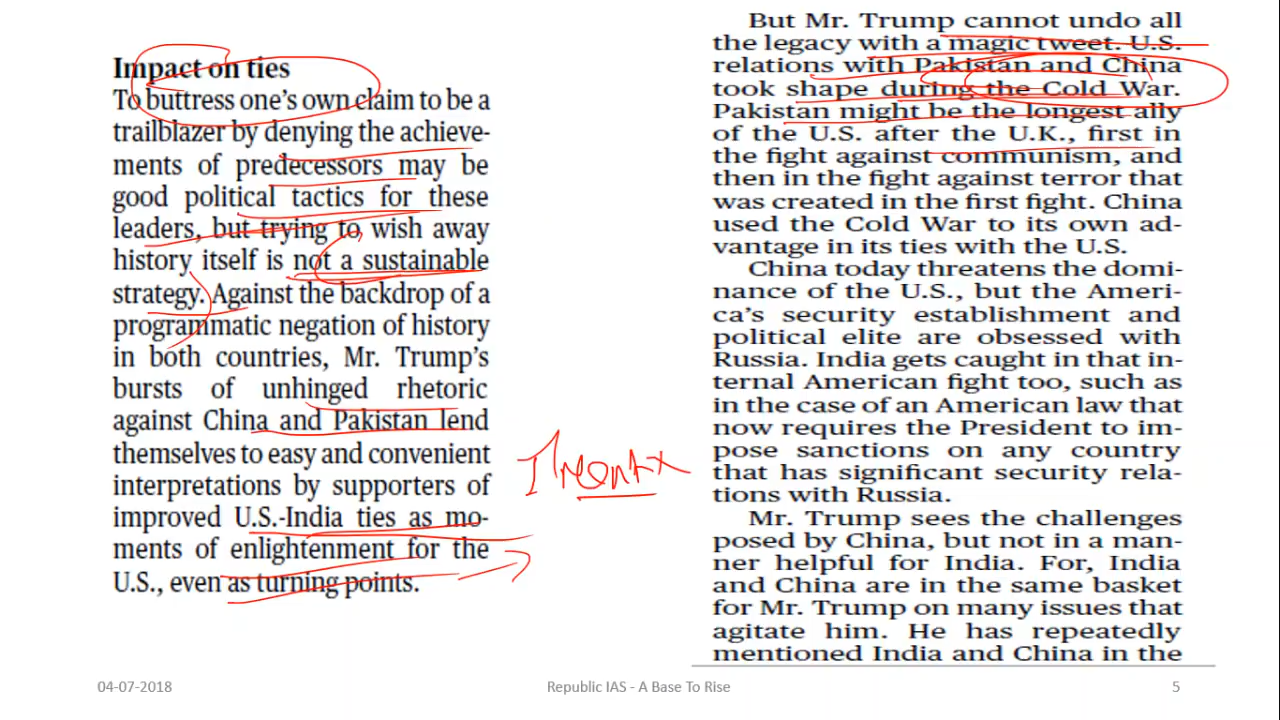 Impact on ties
To buttress one's own claim to be a
trailblazer by denying the achieve-
ments of predecessors may be
good political tactics for these
leaders, but trying to wish away
history itself is not a sustainable
strategy. Against the backdrop of a
programmatic negation of history
in both countries, Mr. Trump's
bursts of unhinged rhetoric
against China and Pakistan lend
themselves to easy and convenient
interpretations by supporters of
improved U.S.-India ties as mo-
ments of enlightenment for the
U.S., even as turning points.
But Mr. Trump cannot undo all
the legacy with a magic tweet. U.S.
relations with Pakistan and China
took shape during the Cold War.
Pakistan might be the longest ally
of the U.S. after the U.K., first in
the fight against communism, and
then in the fight against terror that
was created in the first fight. China
used the Cold War to its own ad-
vantage in its ties with the U.S.
China today threatens the domi-
nance of the U.S., but the Ameri-
ca's security establishment and
political elite are obsessed with
Russia. India gets caught in that in-
ternal American fight too, such as
in the case of an American law that
now requires the President to im-
pose sanctions on any country
that has significant security rela-
tions with Russia.
Mr. Trump sees the challenges
posed by China, but not in a man-
ner helpful for India. For, India
and China are in the same basket
for Mr. Trump on many issues that
agitate him. He has repeatedly
mentioned India and China in the
04-07-2018
Republic IAS - A Base To Rise
5